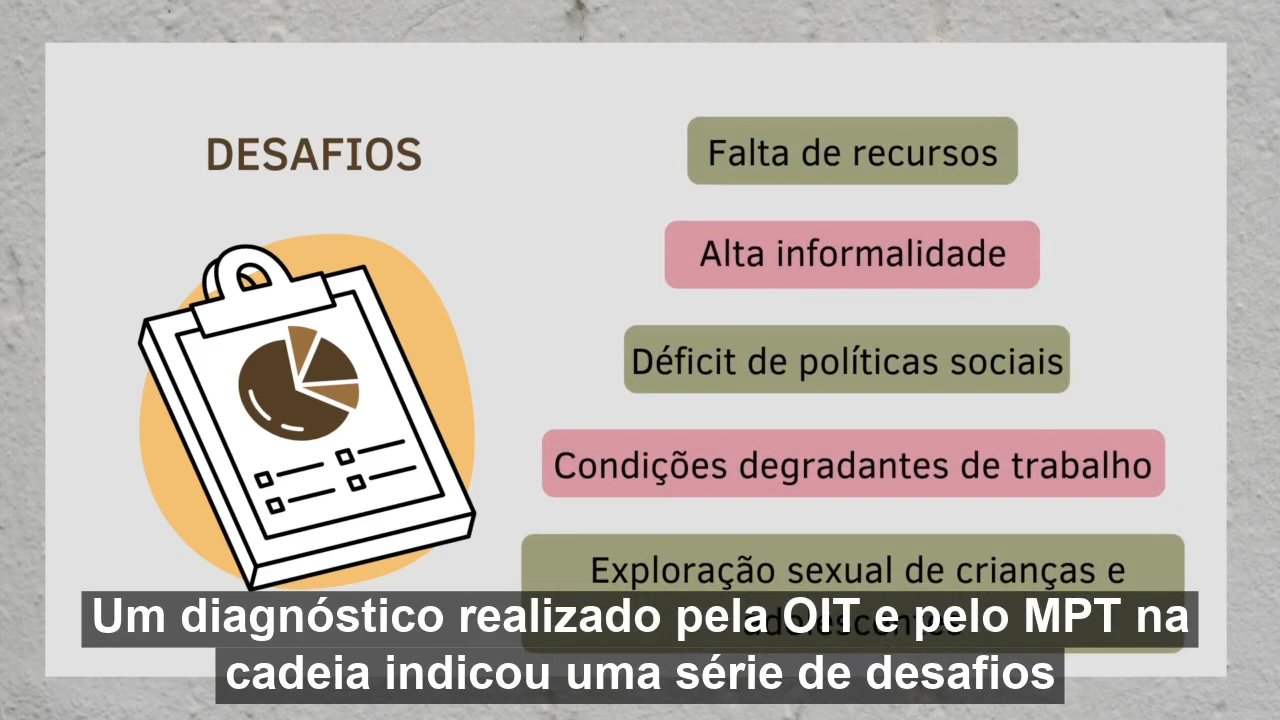 DESAFIOS
Falta de recursos
Alta informalidade
Déficit de políticas sociais
Condições degradantes de trabalho
Exploração sexual de crianças e
adolescentes
Um diagnóstico realizado pela OIT e pelo MPT na
cadeia indicou uma série de desafios